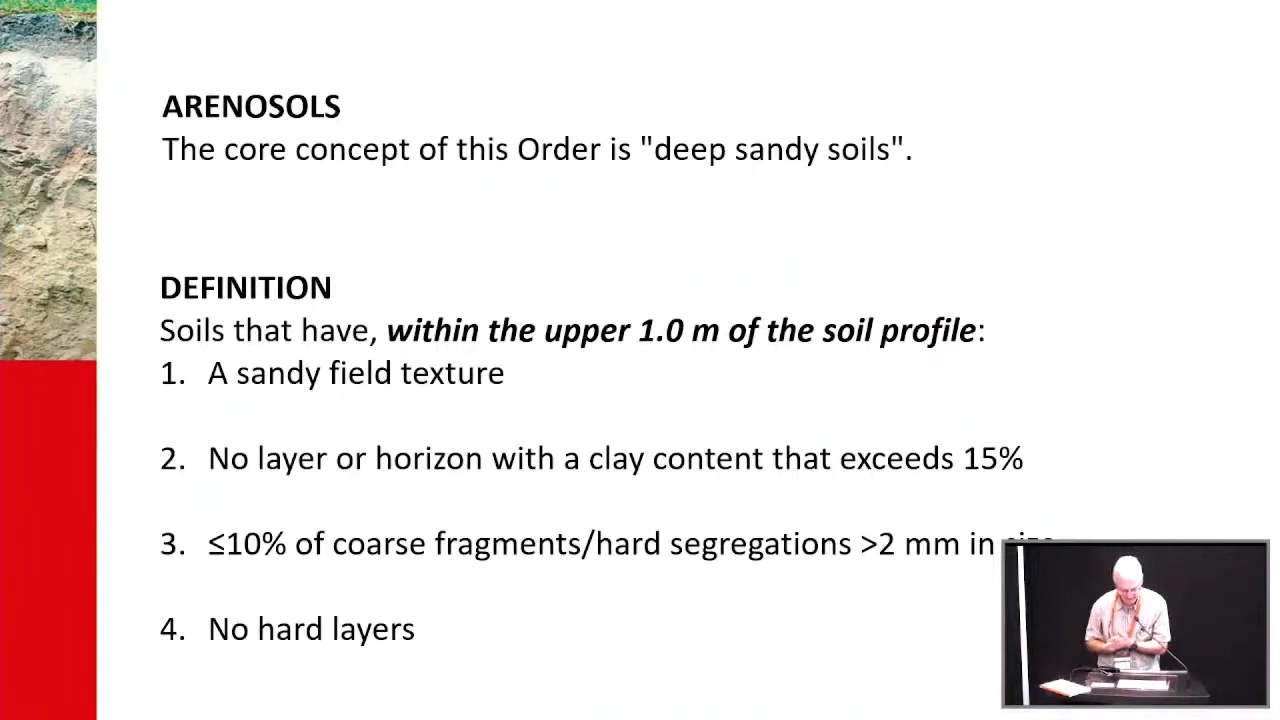 ARENOSOLS
The core concept of this Order is "deep sandy soils".
DEFINITION
Soils that have, within the upper 1.0 m of the soil profile:
1. A sandy field texture
2. No layer or horizon with a clay content that exceeds 15%
3. ≤10% of coarse fragments/hard segregations >2 mm in size
4. No hard layers